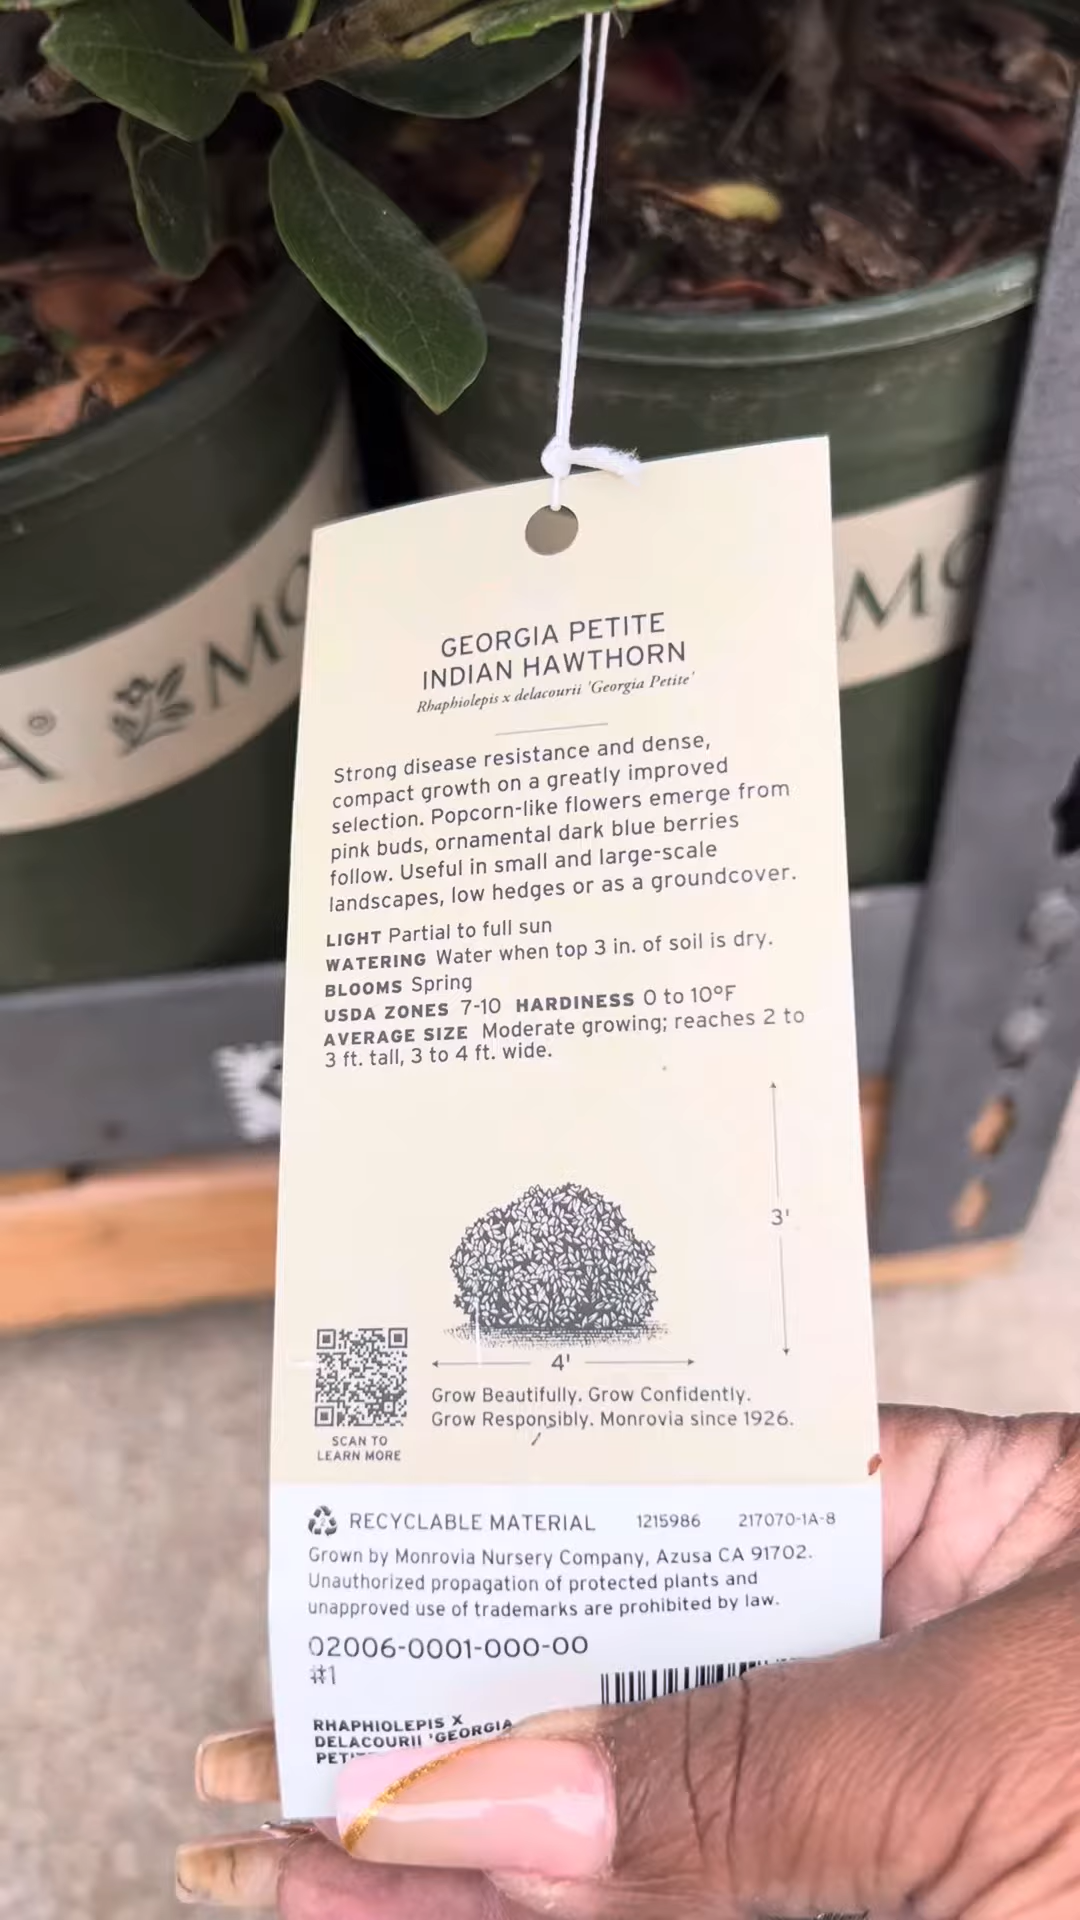 GEORGIA PETITE
INDIAN HAWTHORN
Rhaphiolepis x delacourii 'Georgia Petite'
Strong disease resistance and dense,
compact growth on a greatly improved
selection. Popcorn-like flowers emerge from
pink buds, ornamental dark blue berries
follow. Useful in small and large-scale
landscapes, low hedges or as a groundcover.
LIGHT Partial to full sun
WATERING Water when top 3 in. of soil is dry.
BLOOMS Spring
USDA ZONES 7-10 HARDINESS 0 to 10°F
AVERAGE SIZE Moderate growing; reaches 2 to
3 ft. tall, 3 to 4 ft. wide.
3'
4'
Grow Beautifully. Grow Confidently.
Grow Responsibly. Monrovia since 1926.
SCAN TO
LEARN MORE
RECYCLABLE MATERIAL 1215986 217070-1A-8
Grown by Monrovia Nursery Company, Azusa CA 91702.
Unauthorized propagation of protected plants and
unapproved use of trademarks are prohibited by law.
02006-0001-000-00
#1
RHAPHIOLEPIS X
DELACOURII 'GEORGIA
PETI
A® MO
MO